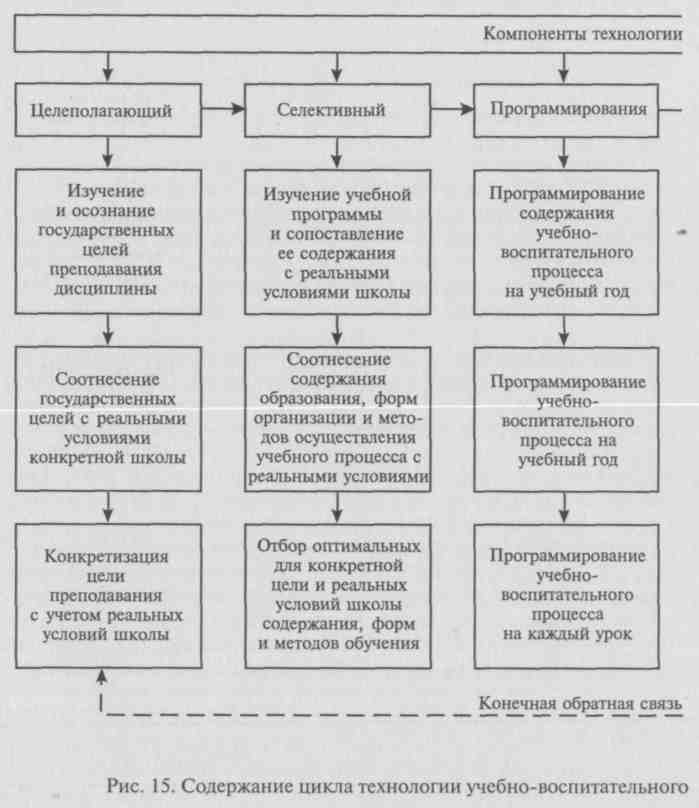 Компоненты технологии
Целеполагающий
Селективный
Программирования
Изучение
и осознание
государственных
целей
преподавания
дисциплины
Изучение учебной
программы
и сопоставление
ее содержания
с реальными
условиями школы
Программирование
содержания
учебно-
воспитательного
процесса
на учебный год
Соотнесение
государственных
целей с реальными
условиями
конкретной школы
Соотнесение
содержания
образования, форм
организации и мето-
дов осуществления
учебного процесса с
реальными условиями
Программирование
учебно-
воспитательного
процесса на
учебный год
Конкретизация
цели
преподавания
с учетом реальных
условий школы
Отбор оптимальных
для конкретной
цели и реальных
условий школы
содержания, форм
и методов обучения
Программирование
учебно-
воспитательного
процесса
на каждый урок
Конечная обратная связь
Рис. 15. Содержание цикла технологии учебно-воспитательного